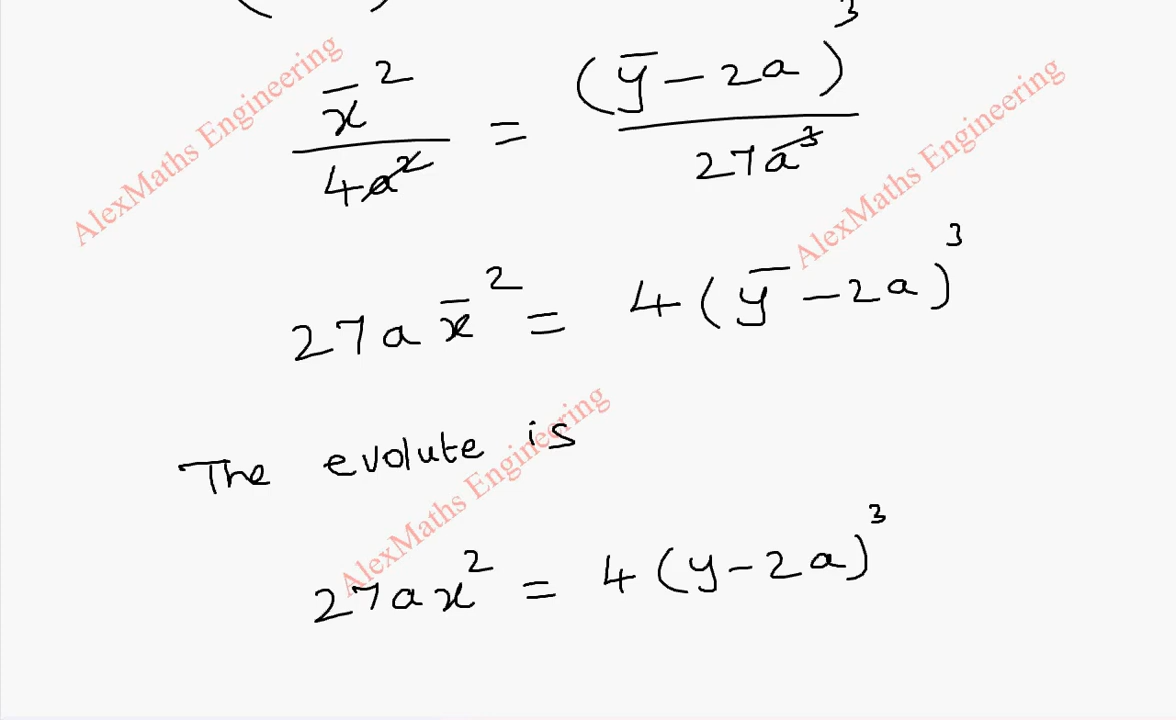 x̄² / 4a² = (ȳ - 2a)³ / 27a³
27a x̄² = 4(ȳ - 2a)³
The evolute is
27ax² = 4(y - 2a)³
AlexMaths Engineering
AlexMaths Engineering
AlexMaths Engineering